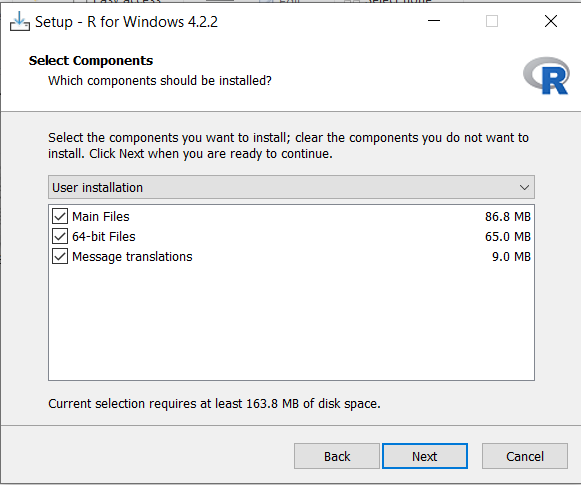 Setup - R for Windows 4.2.2
Select Components
Which components should be installed?
R
Select the components you want to install; clear the components you do not want to
install. Click Next when you are ready to continue.
User installation
Main Files 86.8 MB
64-bit Files 65.0 MB
Message translations 9.0 MB
Current selection requires at least 163.8 MB of disk space.
Back Next Cancel